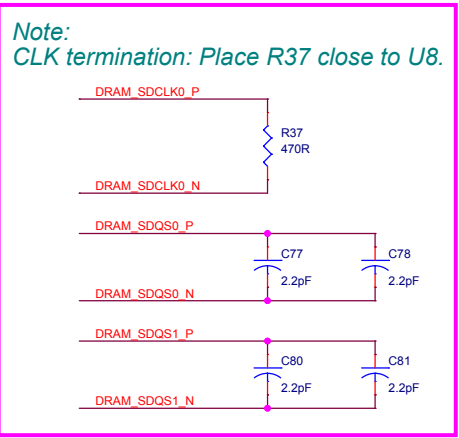 Note:
CLK termination: Place R37 close to U8.
DRAM_SDCLK0_P
R37
470R
DRAM_SDCLK0_N
DRAM_SDQS0_P
C77
C78
2.2pF
2.2pF
DRAM_SDQS0_N
DRAM_SDQS1_P
C80
C81
2.2pF
2.2pF
DRAM_SDQS1_N